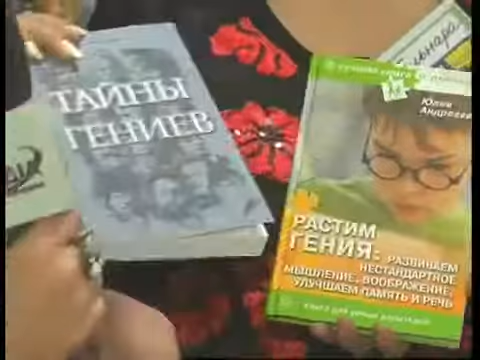 ТАЙНЫ
ГЕНИЕВ
Юлия
Андреева
РАСТИМ
ГЕНИЯ: РАЗВИВАЕМ
НЕСТАНДАРТНОЕ
МЫШЛЕНИЕ, ВООБРАЖЕНИЕ,
УЛУЧШАЕМ ПАМЯТЬ И РЕЧЬ